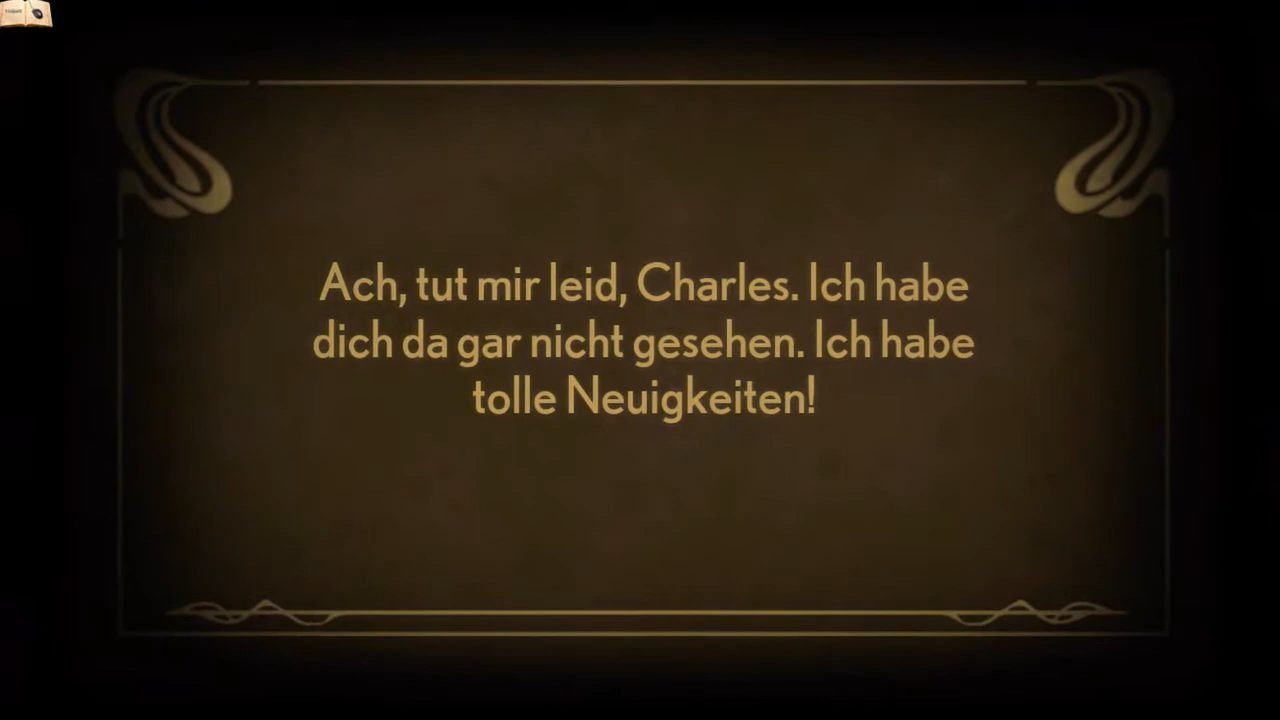 Ach, tut mir leid, Charles. Ich habe
dich da gar nicht gesehen. Ich habe
tolle Neuigkeiten!